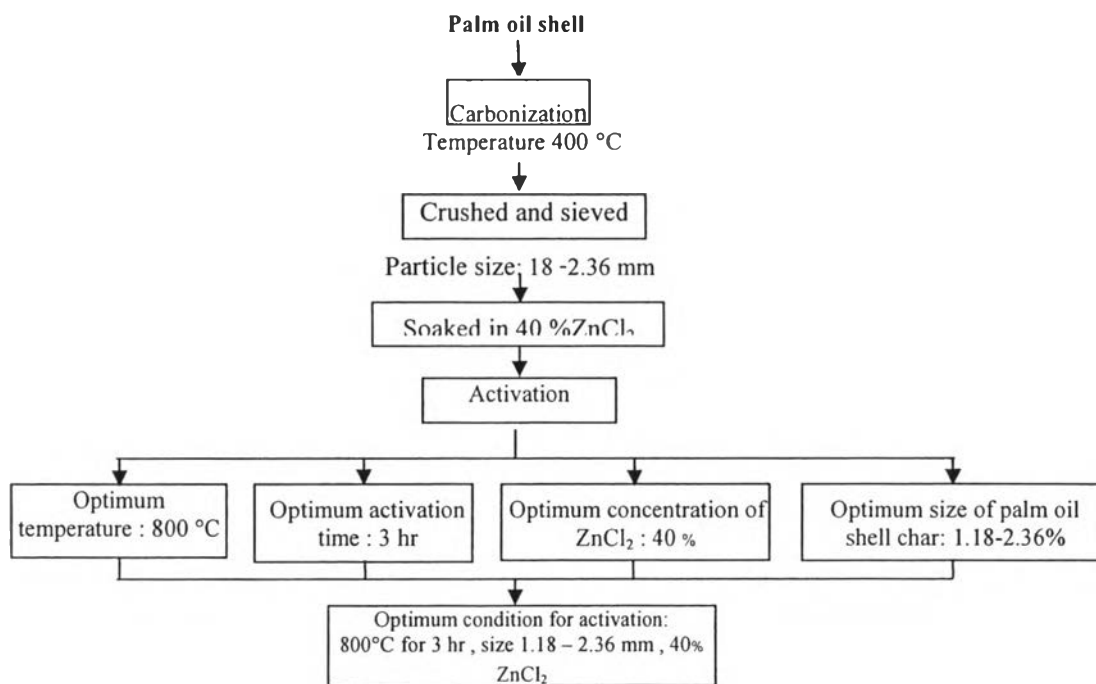 Palm oil shell
Carbonization
Temperature 400 °C
Crushed and sieved
Particle size: 18 -2.36 mm
Soaked in 40 %ZnCl₂
Activation
Optimum
temperature : 800 °C
Optimum activation
time : 3 hr
Optimum concentration of
ZnCl₂ : 40 %
Optimum size of palm oil
shell char: 1.18-2.36%
Optimum condition for activation:
800°C for 3 hr , size 1.18 – 2.36 mm , 40%
ZnCl₂